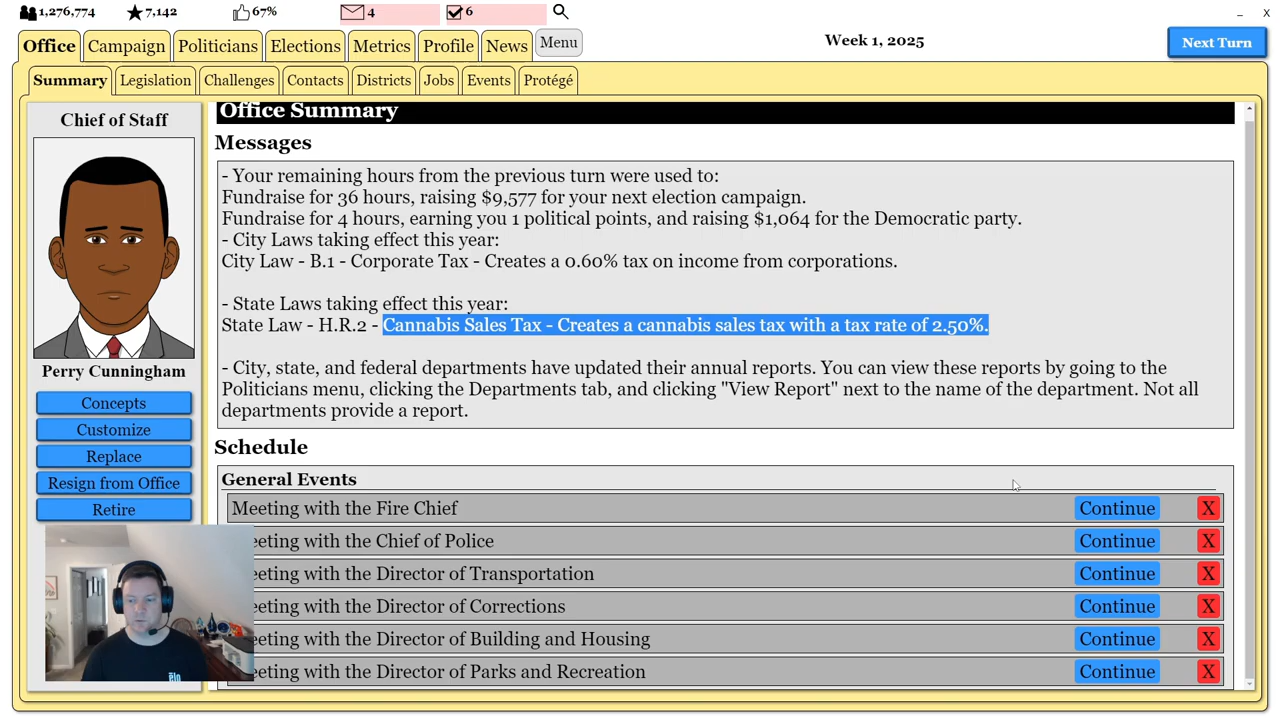 1,276,774 7,142 67% 4 6
_ X
Office Campaign Politicians Elections Metrics Profile News Menu Week 1, 2025 Next Turn
Summary Legislation Challenges Contacts Districts Jobs Events Protégé
Chief of Staff
Perry Cunningham
Concepts
Customize
Replace
Resign from Office
Retire
Office Summary
Messages
- Your remaining hours from the previous turn were used to:
Fundraise for 36 hours, raising $9,577 for your next election campaign.
Fundraise for 4 hours, earning you 1 political points, and raising $1,064 for the Democratic party.
- City Laws taking effect this year:
City Law - B.1 - Corporate Tax - Creates a 0.60% tax on income from corporations.
- State Laws taking effect this year:
State Law - H.R.2 - Cannabis Sales Tax - Creates a cannabis sales tax with a tax rate of 2.50%.
- City, state, and federal departments have updated their annual reports. You can view these reports by going to the
Politicians menu, clicking the Departments tab, and clicking "View Report" next to the name of the department. Not all
departments provide a report.
Schedule
General Events
Meeting with the Fire Chief Continue X
eeting with the Chief of Police Continue X
eeting with the Director of Transportation Continue X
eeting with the Director of Corrections Continue X
eeting with the Director of Building and Housing Continue X
eeting with the Director of Parks and Recreation Continue X